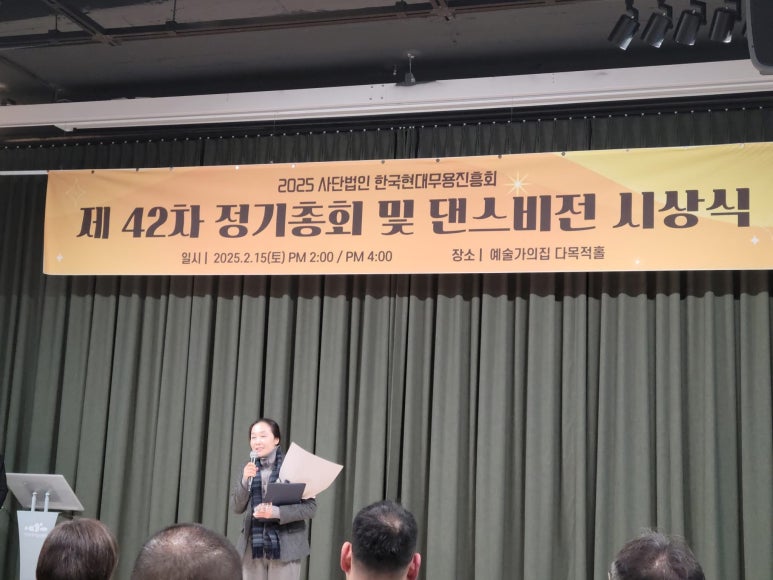 2025 사단법인 한국현대무용진흥회
제 42차 정기총회 및 댄스비전 시상식
일시 | 2025.2.15(토) PM 2:00 / PM 4:00
장소 | 예술가의집 다목적홀